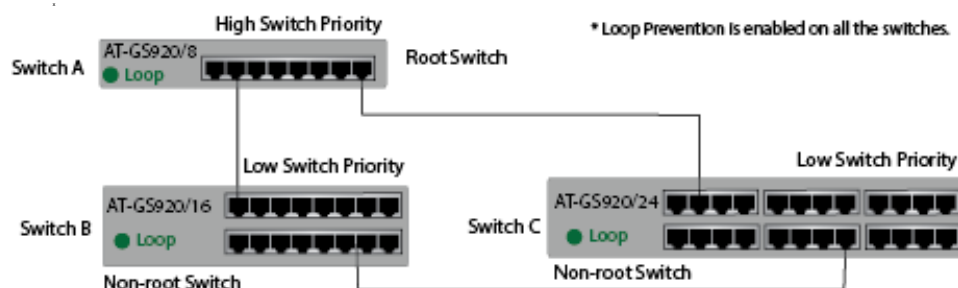 High Switch Priority
* Loop Prevention is enabled on all the switches.
AT-GS920/8
Switch A
Loop
Root Switch
Low Switch Priority
Low Switch Priority
AT-GS920/16
AT-GS920/24
Switch B
Loop
Switch C
Loop
Non-root Switch
Non-root Switch